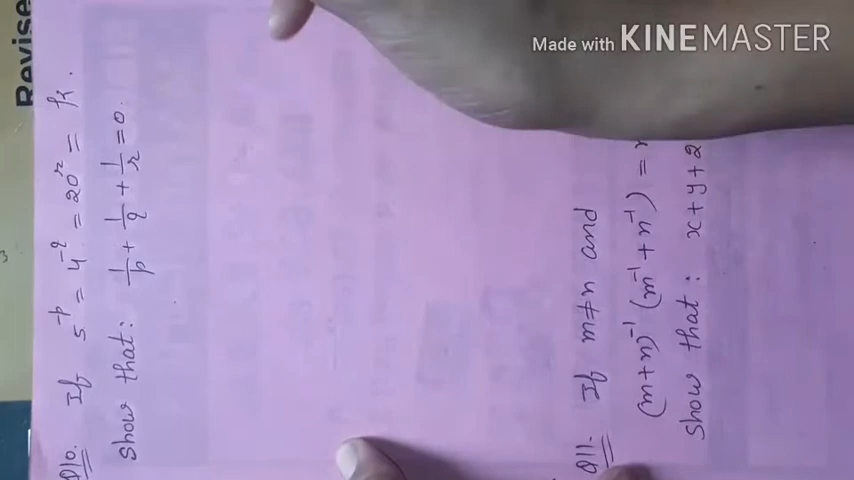 Q10. If 5^-p = 4^-q = 20^r = k.
Show that: 1/p + 1/q + 1/r = 0.
Q11. If m≠n and
(m+n)^-1 (m^-1 + n^-1) =
Show that: x+y+2
Revise
Made with KINEMASTER